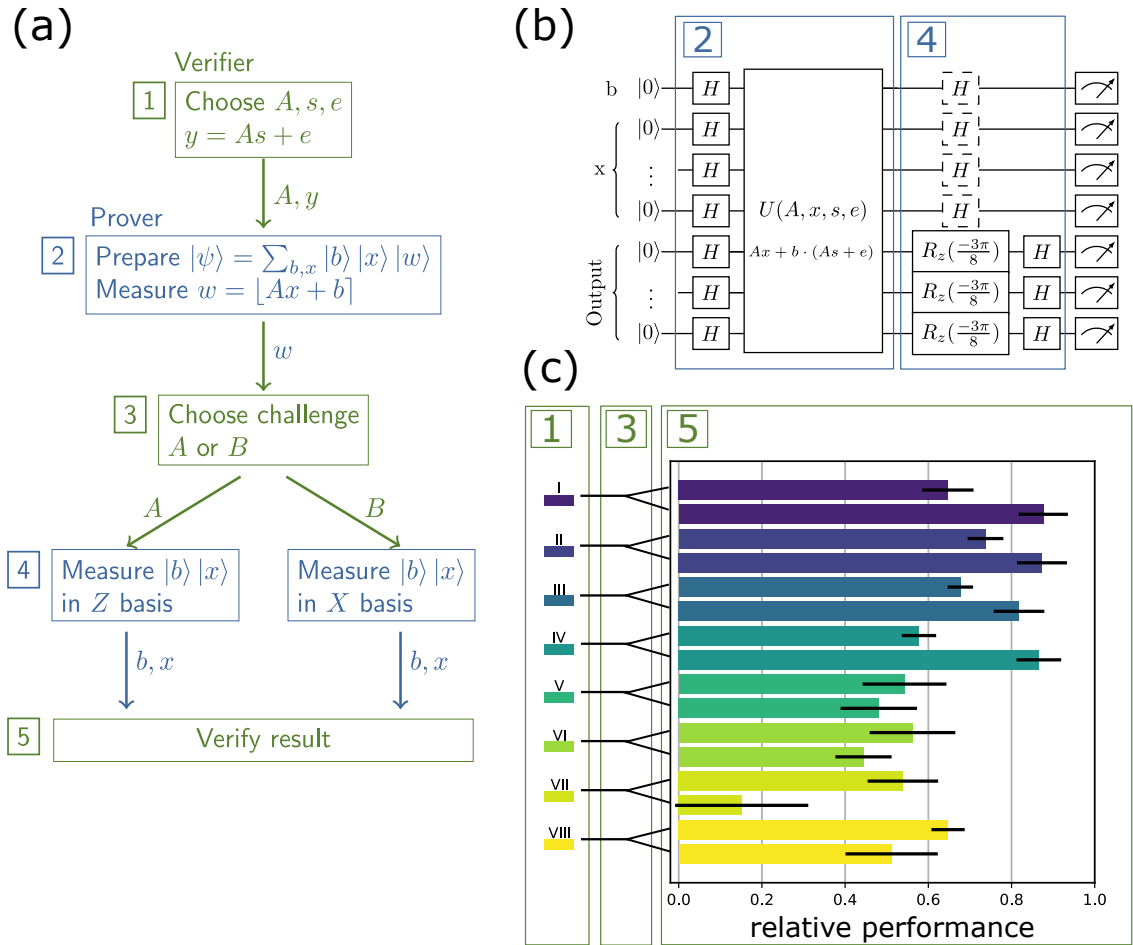 (a)
Verifier
1
Choose A, s, e
y = As + e
A, y
Prover
2
Prepare |ψ⟩ = ∑_{b,x} |b⟩ |x⟩ |w⟩
Measure w = ⌊Ax + b⌉
w
3
Choose challenge
A or B
A
B
4
Measure |b⟩ |x⟩
in Z basis
Measure |b⟩ |x⟩
in X basis
b, x
b, x
5
Verify result
(b)
2
4
b |0⟩ H H
x |0⟩ H H
⋮ H H
|0⟩ H H
U(A, x, s, e)
Ax + b · (As + e)
Output |0⟩ H R_z(−3π/8) H
⋮ H R_z(−3π/8) H
|0⟩ H R_z(−3π/8) H
(c)
1
3
5
I
II
III
IV
V
VI
VII
VIII
0.0 0.2 0.4 0.6 0.8 1.0
relative performance